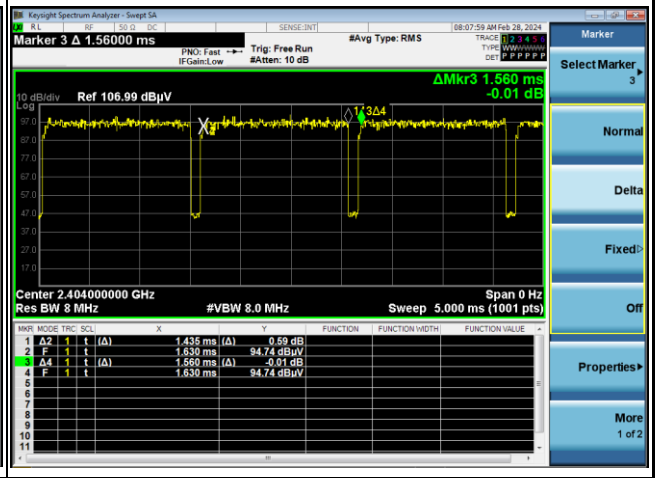 Keysight Spectrum Analyzer - Swept SA
LXI RL RF 50 Ω DC SENSE:INT 08:07:59 AM Feb 28, 2024
Marker 3 Δ 1.56000 ms #Avg Type: RMS TRACE 1 2 3 4 5 6
PNO: Fast Trig: Free Run TYPE WWWWWW
IFGain:Low #Atten: 10 dB DET P P P P P P
ΔMkr3 1.560 ms
-0.01 dB
10 dB/div Ref 106.99 dBµV
Log
97.0
87.0
77.0
67.0
57.0
47.0
37.0
27.0
17.0
3Δ4
Center 2.404000000 GHz Span 0 Hz
Res BW 8 MHz #VBW 8.0 MHz Sweep 5.000 ms (1001 pts)
MKR MODE TRC SCL X Y FUNCTION FUNCTION WIDTH FUNCTION VALUE
1 Δ2 1 t (Δ) 1.435 ms (Δ) 0.59 dB
2 F 1 t 1.630 ms 94.74 dBµV
3 Δ4 1 t (Δ) 1.560 ms (Δ) -0.01 dB
4 F 1 t 1.630 ms 94.74 dBµV
5
6
7
8
9
10
11
Marker
Select Marker
3
Normal
Delta
Fixed
Off
Properties
More
1 of 2